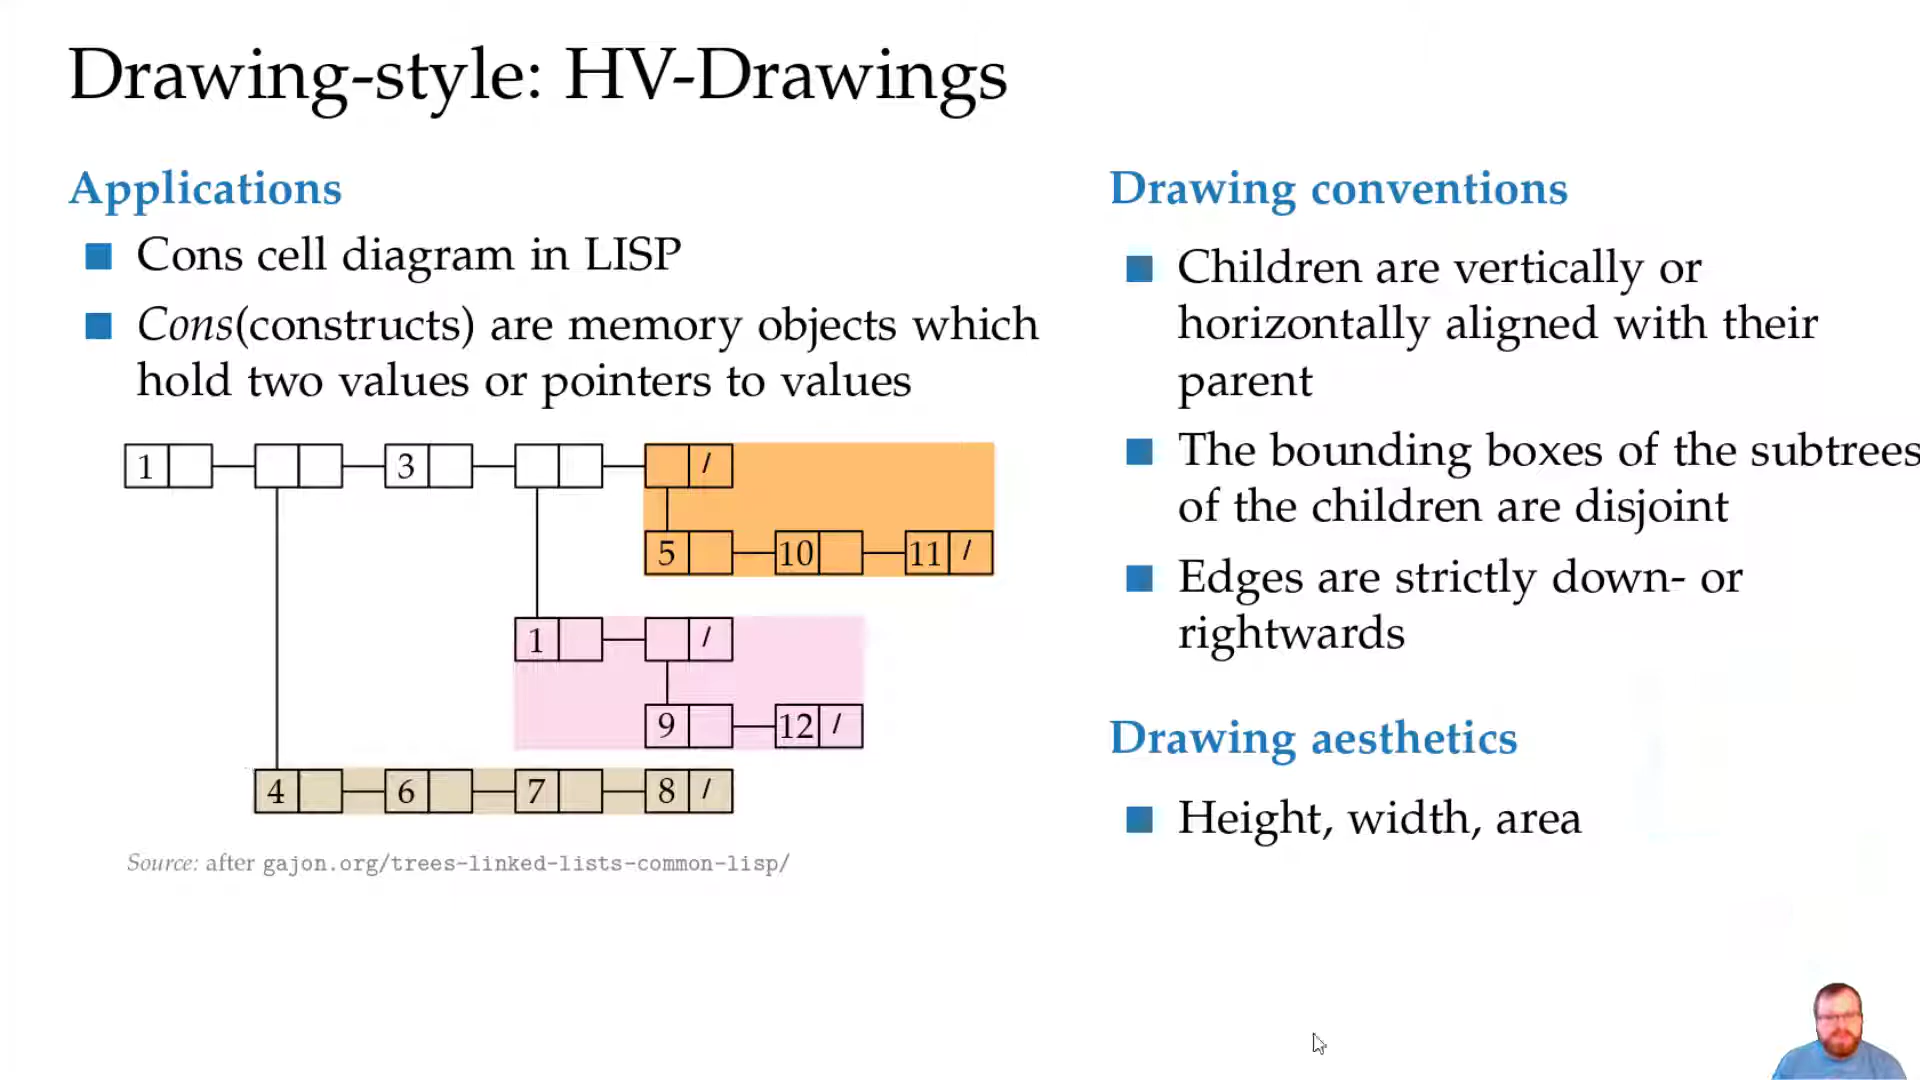 Drawing-style: HV-Drawings
Applications
Cons cell diagram in LISP
Cons(constructs) are memory objects which
hold two values or pointers to values
1 3 /
5 10 11 /
1 /
9 12 /
4 6 7 8 /
Source: after gajon.org/trees-linked-lists-common-lisp/
Drawing conventions
Children are vertically or
horizontally aligned with their
parent
The bounding boxes of the subtrees
of the children are disjoint
Edges are strictly down- or
rightwards
Drawing aesthetics
Height, width, area